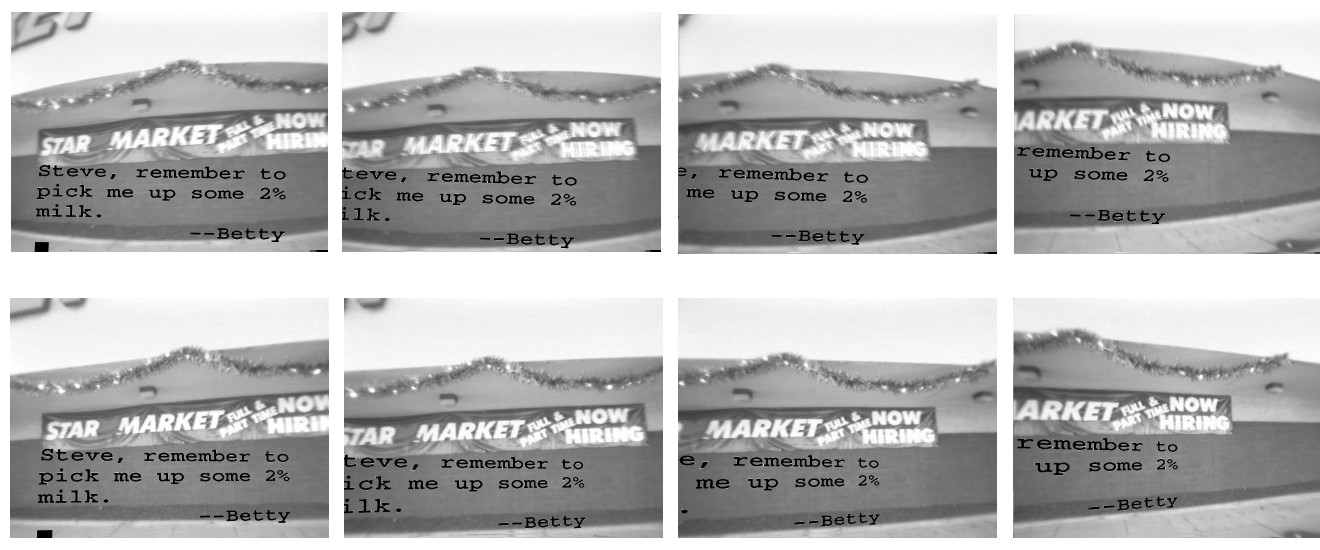 STAR MARKET FULL & NOW
PART TIME HIRIN
Steve, remember to
pick me up some 2%
milk.
--Betty
TAR MARKET FULL & NOW
PART TIME HIRING
teve, remember to
ick me up some 2%
ilk.
--Betty
MARKET FULL & NOW
PART TIME HIRING
e, remember to
me up some 2%
--Betty
ARKET FULL & NOW
PART TIME HIRING
remember to
up some 2%
--Betty
STAR MARKET FULL & NOW
PART TIME HIRIN
Steve, remember to
pick me up some 2%
milk.
--Betty
STAR MARKET FULL & NOW
PART TIME HIRING
teve, remember to
ick me up some 2%
ilk.
--Betty
MARKET FULL & NOW
PART TIME HIRING
e, remember to
me up some 2%
.
--Betty
ARKET FULL & NOW
PART TIME HIRING
remember to
up some 2%
--Betty